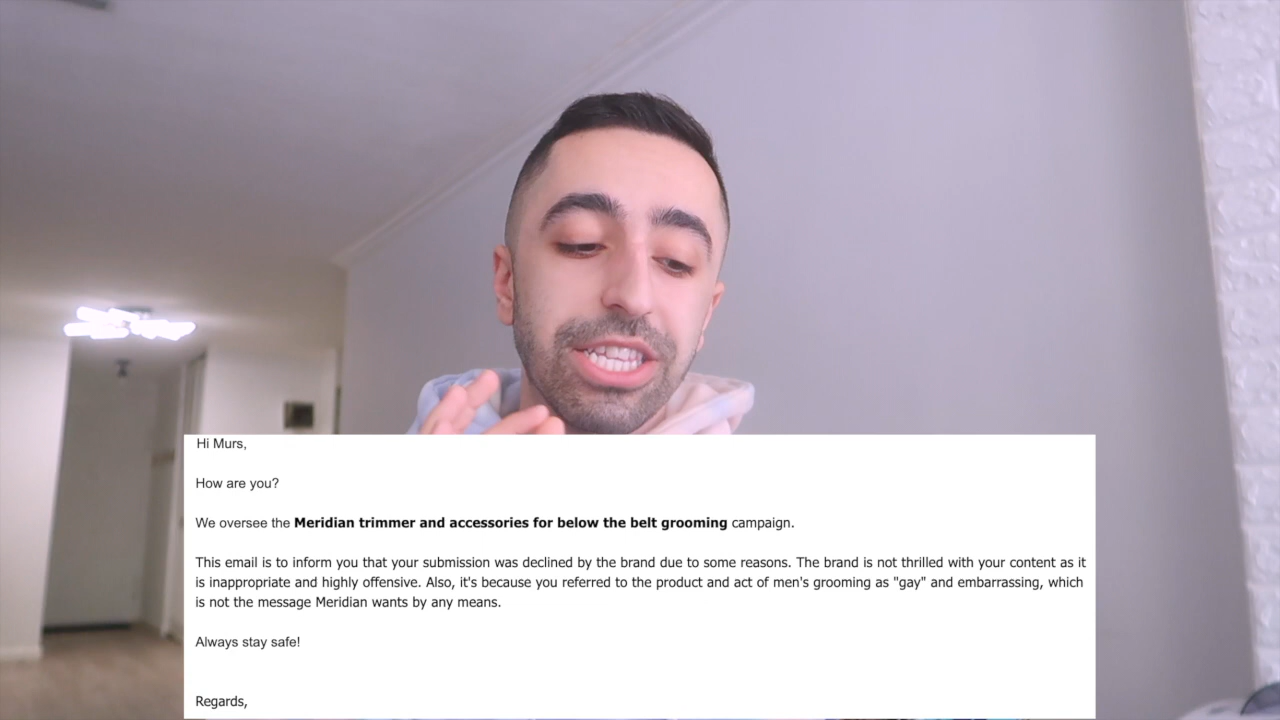 Hi Murs,
How are you?
We oversee the Meridian trimmer and accessories for below the belt grooming campaign.
This email is to inform you that your submission was declined by the brand due to some reasons. The brand is not thrilled with your content as it
is inappropriate and highly offensive. Also, it's because you referred to the product and act of men's grooming as "gay" and embarrassing, which
is not the message Meridian wants by any means.
Always stay safe!
Regards,